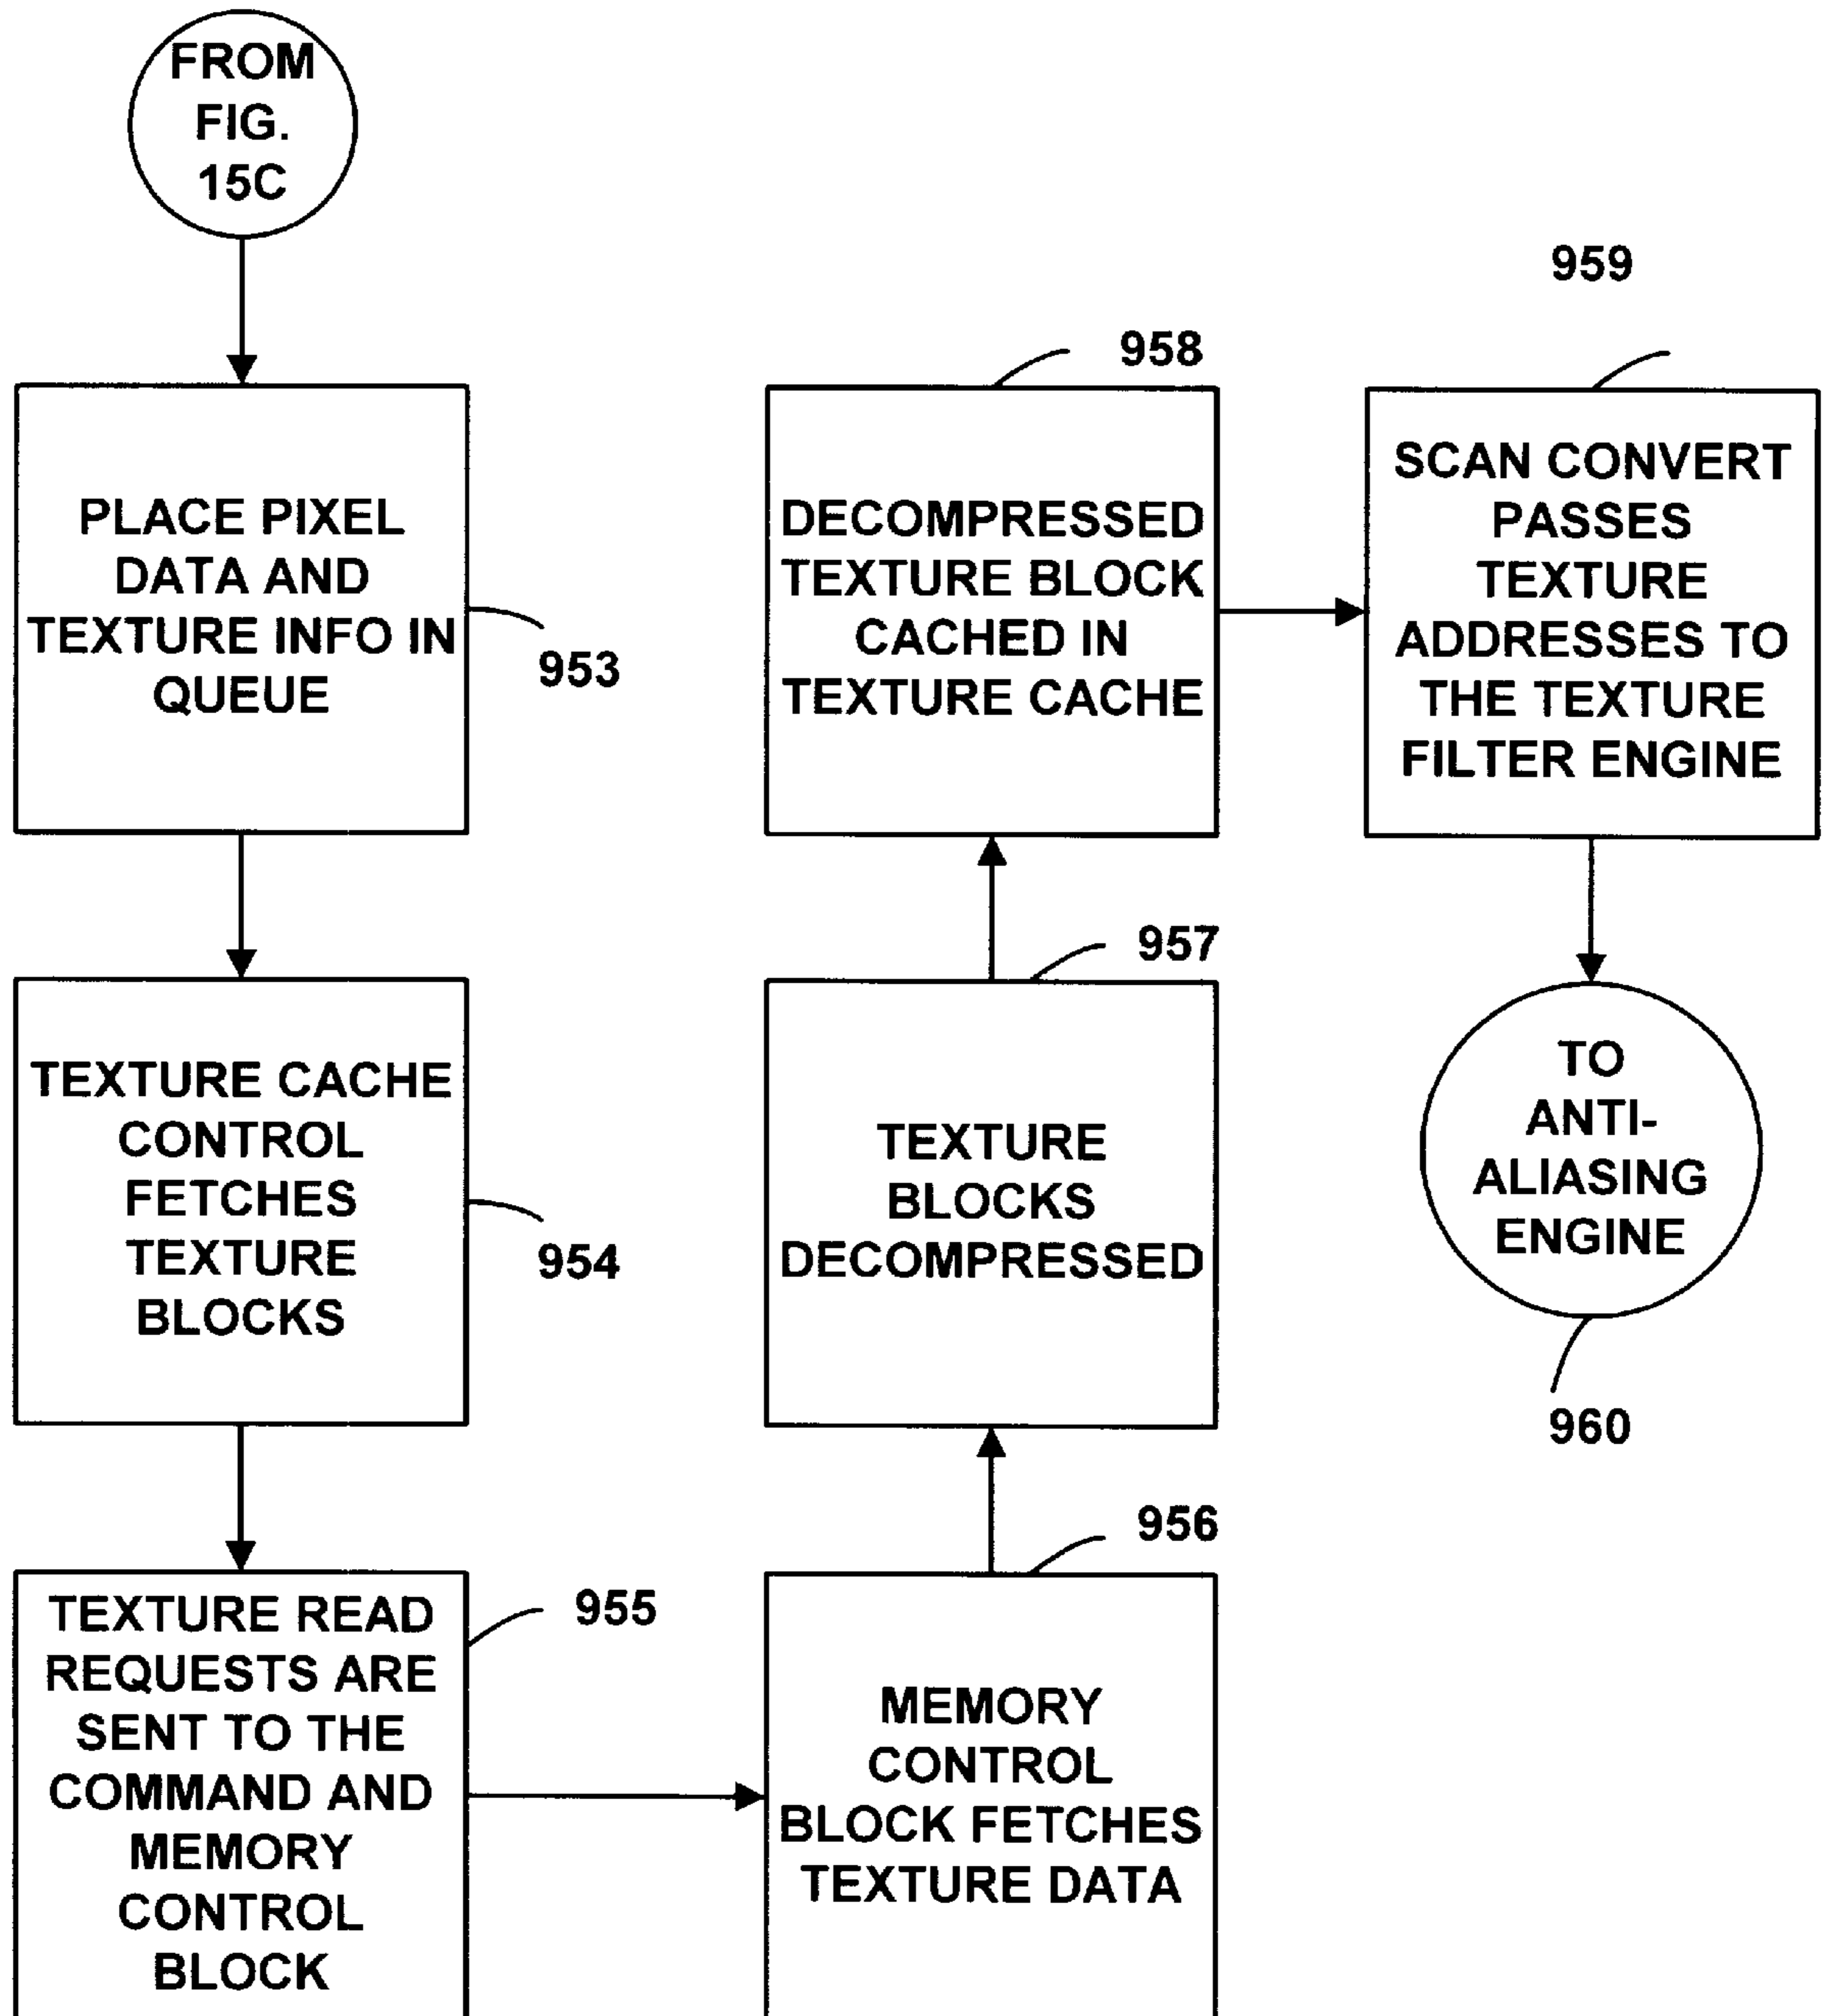 FROM
FIG.
15C
PLACE PIXEL
DATA AND
TEXTURE INFO IN
QUEUE
953
TEXTURE CACHE
CONTROL
FETCHES
TEXTURE
BLOCKS
954
TEXTURE READ
REQUESTS ARE
SENT TO THE
COMMAND AND
MEMORY
CONTROL
BLOCK
955
MEMORY
CONTROL
BLOCK FETCHES
TEXTURE DATA
956
TEXTURE
BLOCKS
DECOMPRESSED
957
DECOMPRESSED
TEXTURE BLOCK
CACHED IN
TEXTURE CACHE
958
SCAN CONVERT
PASSES
TEXTURE
ADDRESSES TO
THE TEXTURE
FILTER ENGINE
959
TO
ANTI-
ALIASING
ENGINE
960